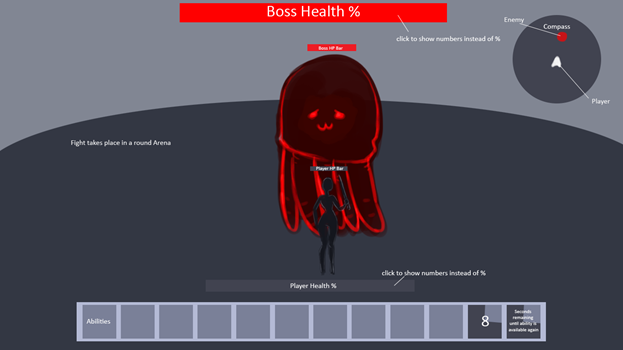 Boss Health %
Enemy
Compass
click to show numbers instead of %
Boss HP Bar
Player
Fight takes place in a round Arena
Player HP Bar
click to show numbers instead of %
Player Health %
Abilities
8
Seconds
remaining
until ability is
available again